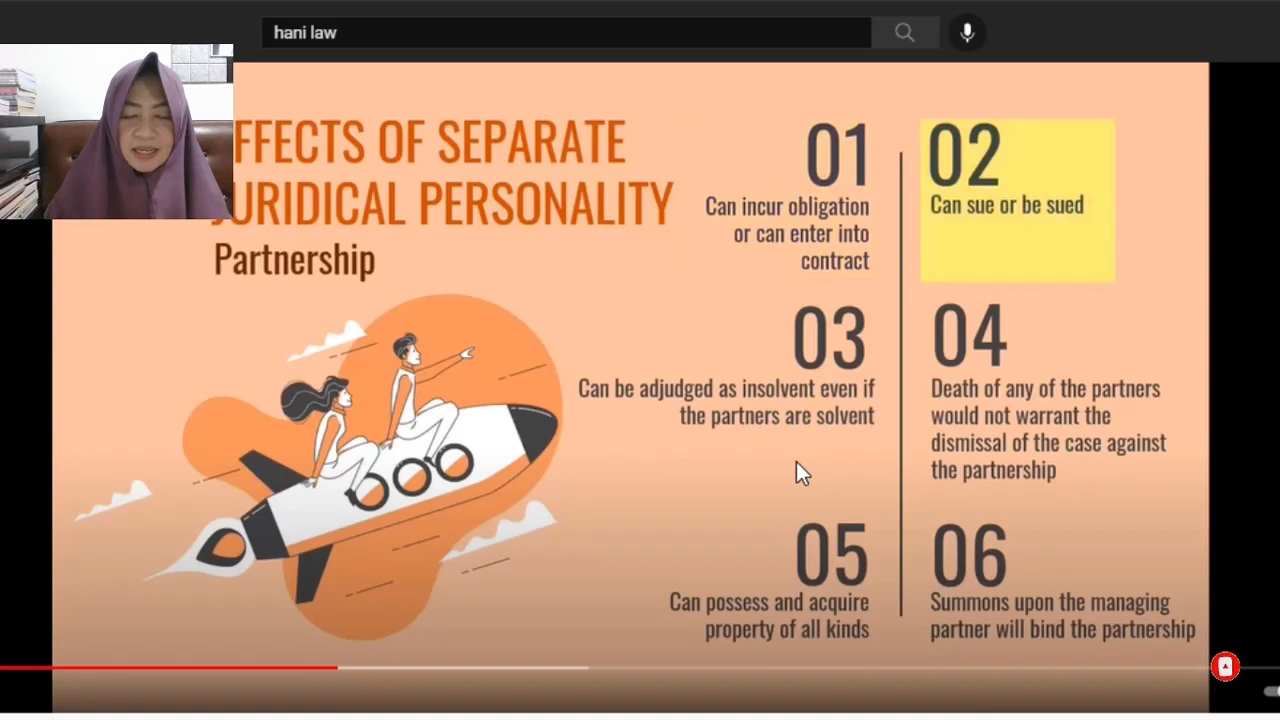 hani law
FFECTS OF SEPARATE
JURIDICAL PERSONALITY
Partnership
01
Can incur obligation
or can enter into
contract
02
Can sue or be sued
03
Can be adjudged as insolvent even if
the partners are solvent
04
Death of any of the partners
would not warrant the
dismissal of the case against
the partnership
05
Can possess and acquire
property of all kinds
06
Summons upon the managing
partner will bind the partnership